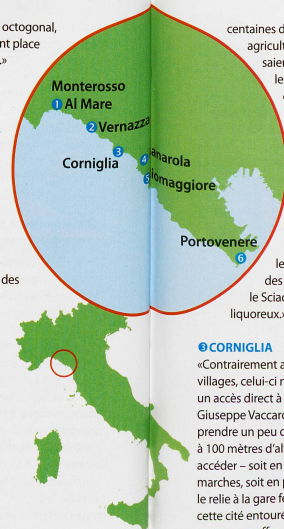 octogonal,
nt place
.»
des
Monterosso
1 Al Mare
2 Vernazza
3
Corniglia
4 anarola
5 iomaggiore
Portovenere
6
centaines d
agricult
saier
le
le
des
le Sciac
liquoreux.»
3 CORNIGLIA
«Contrairement a
villages, celui-ci n
un accès direct à
Giuseppe Vaccaro
prendre un peu d
à 100 mètres d'al
accéder – soit en
marches, soit en p
le relie à la gare fe
cette cité entoure